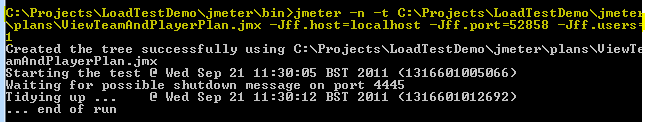 C:\Projects\LoadTestDemo\jmeter\bin>jmeter -n -t C:\Projects\LoadTestDemo\jmeter
\plans\ViewTeamAndPlayerPlan.jmx -Jff.host=localhost -Jff.port=52858 -Jff.users=
1
Created the tree successfully using C:\Projects\LoadTestDemo\jmeter\plans\ViewTe
amAndPlayerPlan.jmx
Starting the test @ Wed Sep 21 11:30:05 BST 2011 (1316601005066)
Waiting for possible shutdown message on port 4445
Tidying up ...    @ Wed Sep 21 11:30:12 BST 2011 (1316601012692)
... end of run